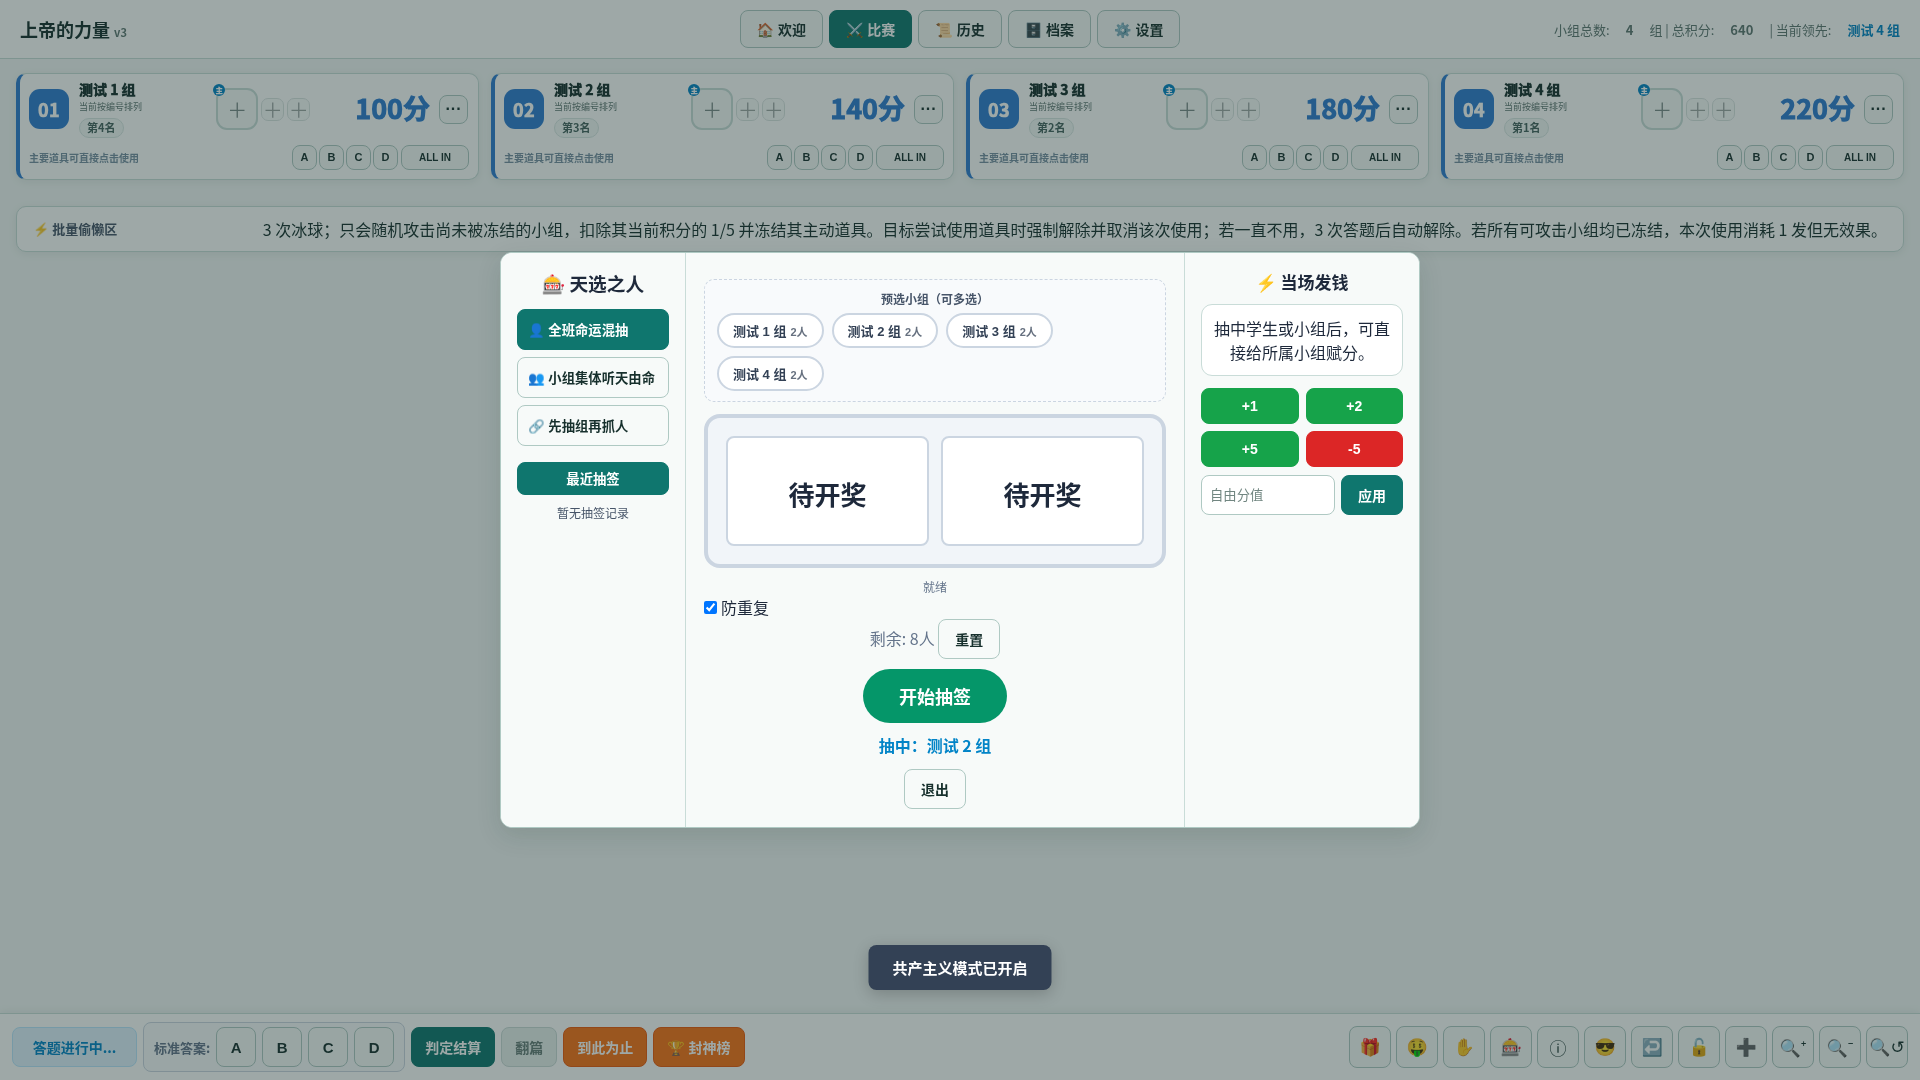 上帝的力量 v3
🏠 欢迎
⚔️ 比赛
📜 历史
🗄️ 档案
⚙️ 设置
小组总数: 4 组 | 总积分: 640 | 当前领先: 测试 4 组
01
测试 1 组
当前按编号排列
第4名
主
100分
...
主要道具可直接点击使用
A B C D ALL IN
02
测试 2 组
当前按编号排列
第3名
主
140分
...
主要道具可直接点击使用
A B C D ALL IN
03
测试 3 组
当前按编号排列
第2名
主
180分
...
主要道具可直接点击使用
A B C D ALL IN
04
测试 4 组
当前按编号排列
第1名
主
220分
...
主要道具可直接点击使用
A B C D ALL IN
⚡ 批量偷懒区
3 次冰球；只会随机攻击尚未被冻结的小组，扣除其当前积分的 1/5 并冻结其主动道具。目标尝试使用道具时强制解除并取消该次使用；若一直不用，3 次答题后自动解除。若所有可攻击小组均已冻结，本次使用消耗 1 发但无效果。
🎰 天选之人
👤 全班命运混抽
👥 小组集体听天由命
🔗 先抽组再抓人
最近抽签
暂无抽签记录
预选小组（可多选）
测试 1 组 2人
测试 2 组 2人
测试 3 组 2人
测试 4 组 2人
待开奖
待开奖
就绪
防重复
剩余: 8人
重置
开始抽签
抽中：测试 2 组
退出
⚡ 当场发钱
抽中学生或小组后，可直
接给所属小组赋分。
+1
+2
+5
-5
自由分值
应用
共产主义模式已开启
答题进行中...
标准答案:
A
B
C
D
判定结算
翻篇
到此为止
🏆 封神榜